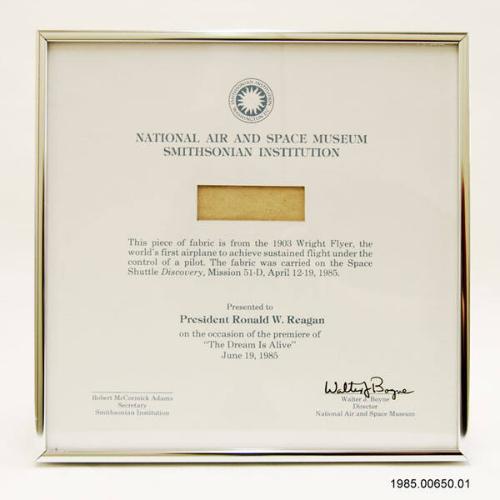 SMITHSONIAN INSTITUTION
NATIONAL AIR AND SPACE MUSEUM
SMITHSONIAN INSTITUTION
This piece of fabric is from the 1903 Wright Flyer, the
world's first airplane to achieve sustained flight under the
control of a pilot. The fabric was carried on the Space
Shuttle Discovery, Mission 51-D, April 12-19, 1985.
Presented to
President Ronald W. Reagan
on the occasion of the premiere of
"The Dream Is Alive"
June 19, 1985
Robert McCormick Adams
Secretary
Smithsonian Institution
Walter J Boyne
Walter J. Boyne
Director
National Air and Space Museum
1985.00650.01